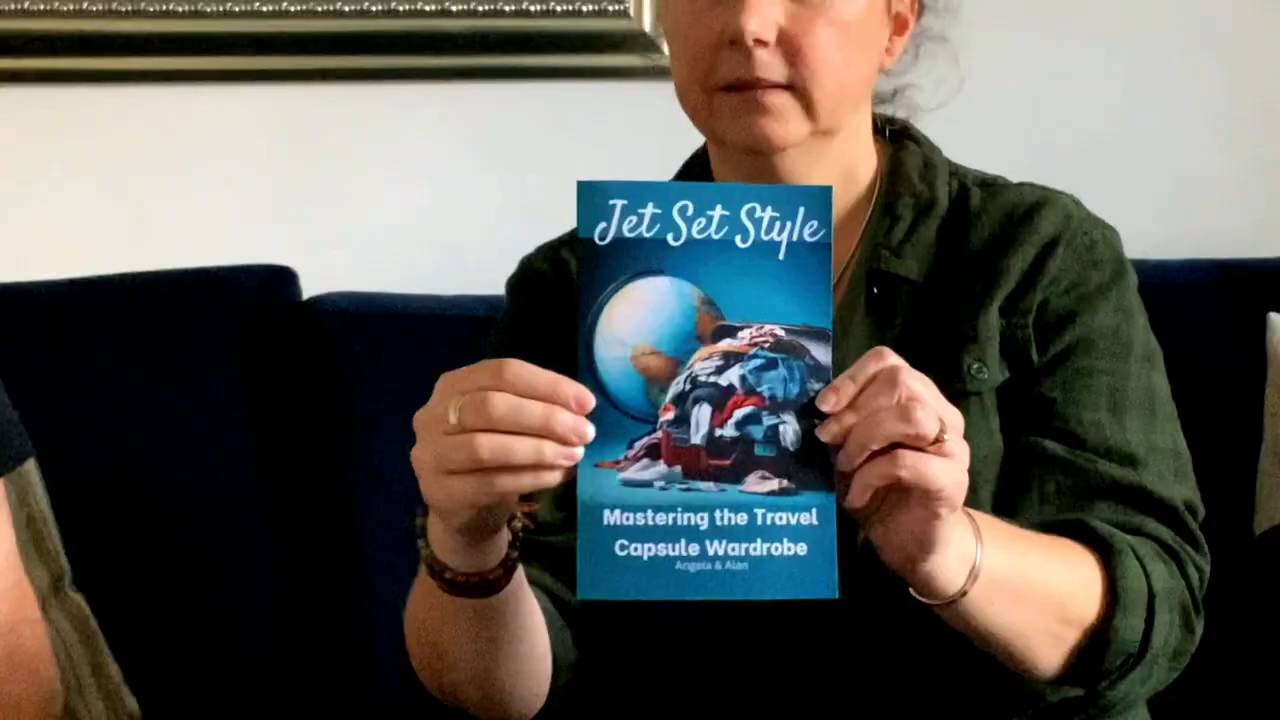 Jet Set Style
Mastering the Travel
Capsule Wardrobe
Angela & Alan